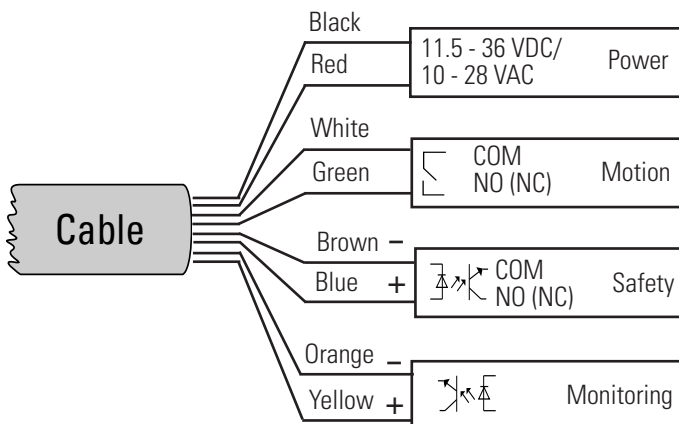 Black
Red
11.5 - 36 VDC/
10 - 28 VAC
Power
White
Green
COM
NO (NC)
Motion
Cable
Brown -
Blue +
COM
NO (NC)
Safety
Orange -
Yellow +
Monitoring